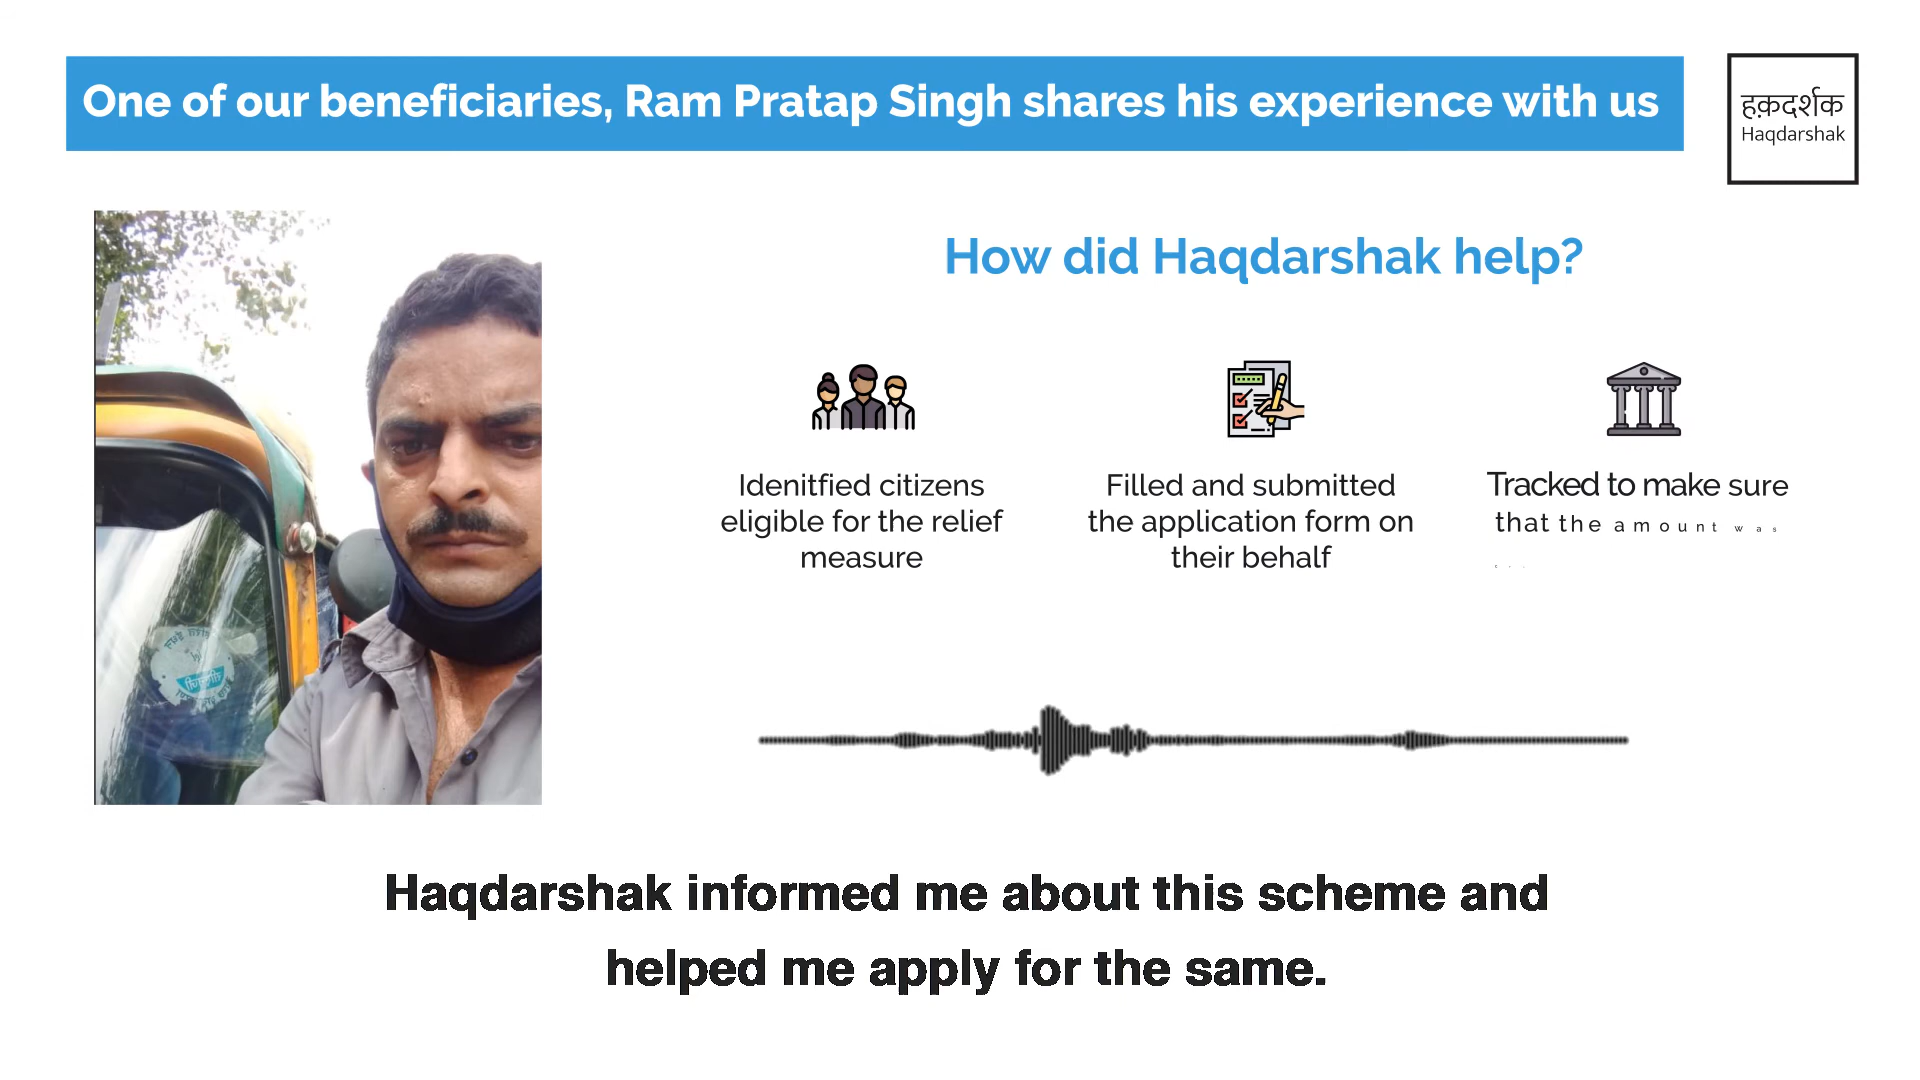 One of our beneficiaries, Ram Pratap Singh shares his experience with us
हक़दर्शक
Haqdarshak
How did Haqdarshak help?
Idenitfied citizens
eligible for the relief
measure
Filled and submitted
the application form on
their behalf
Tracked to make sure
that the amount was
Haqdarshak informed me about this scheme and
helped me apply for the same.